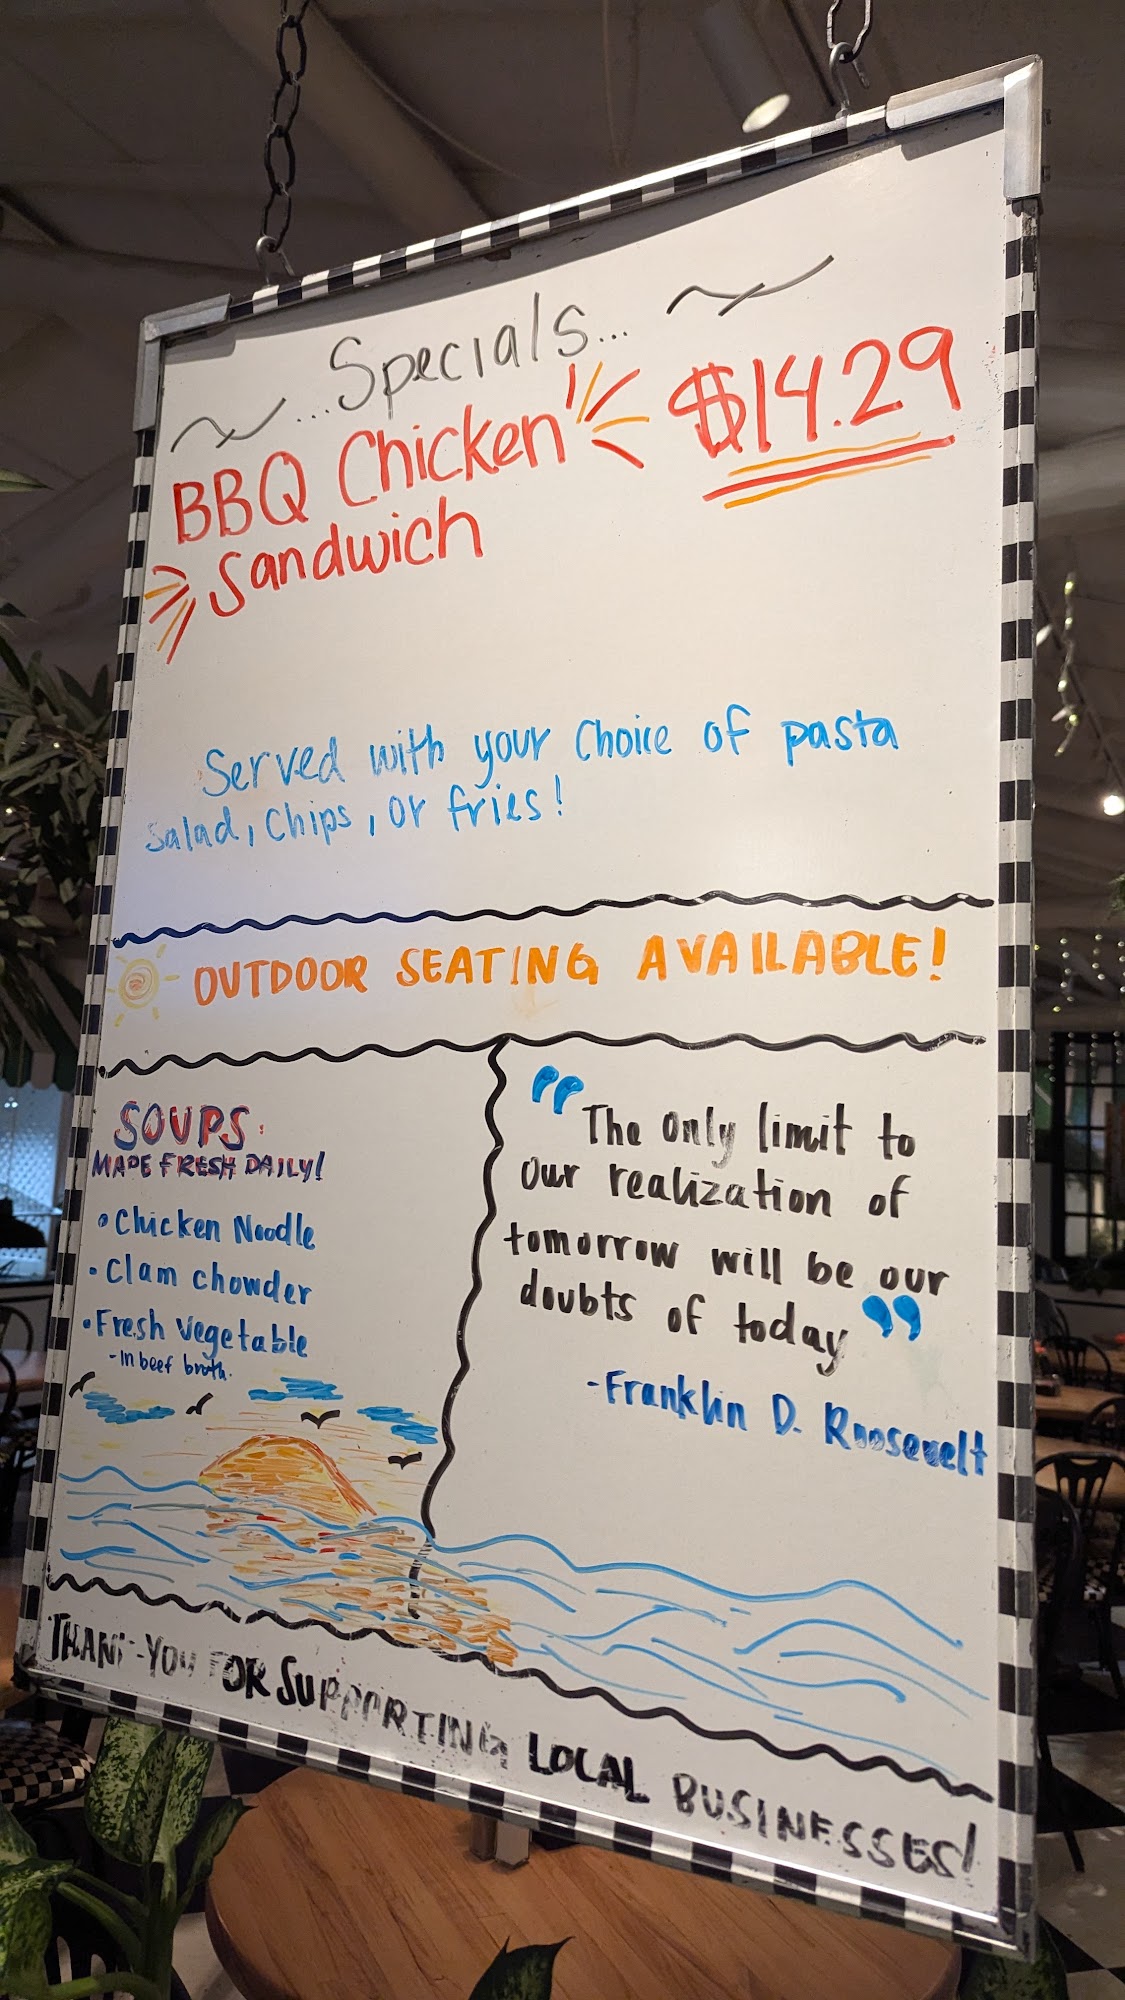 ...Specials...
BBQ Chicken $14.29
Sandwich
Served with your choice of pasta
salad, chips, or fries!
OUTDOOR SEATING AVAILABLE!
SOUPS
MADE FRESH DAILY!
• Chicken Noodle
• Clam chowder
• Fresh vegetable
- In beef broth.
"The only limit to
our realization of
tomorrow will be our
doubts of today"
- Franklin D. Roosevelt
THANK-YOU FOR SUPPORTING LOCAL BUSINESSES!